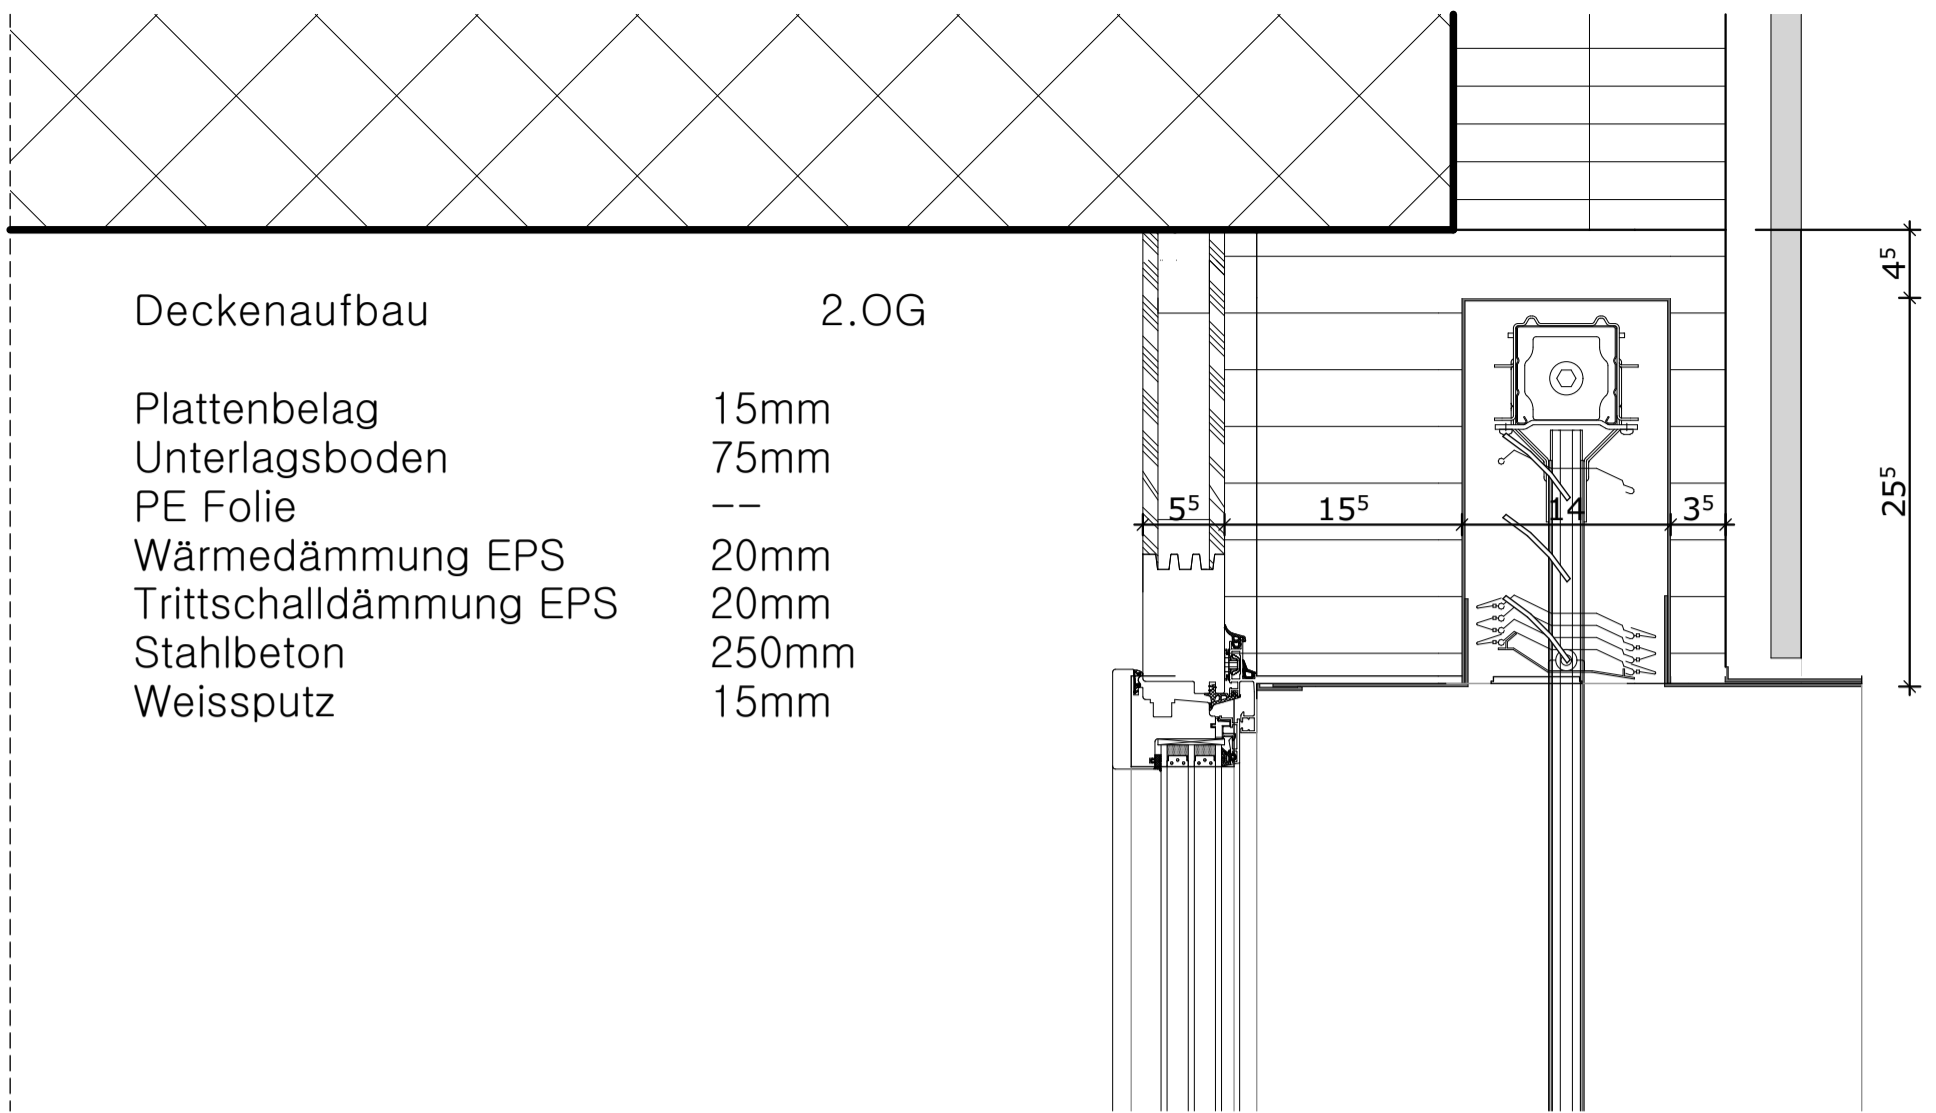 Deckenaufbau 2.OG
Plattenbelag 15mm
Unterlagsboden 75mm
PE Folie --
Wärmedämmung EPS 20mm
Trittschalldämmung EPS 20mm
Stahlbeton 250mm
Weissputz 15mm
5⁵ 15⁵ 14 3⁵
4⁵
25⁵